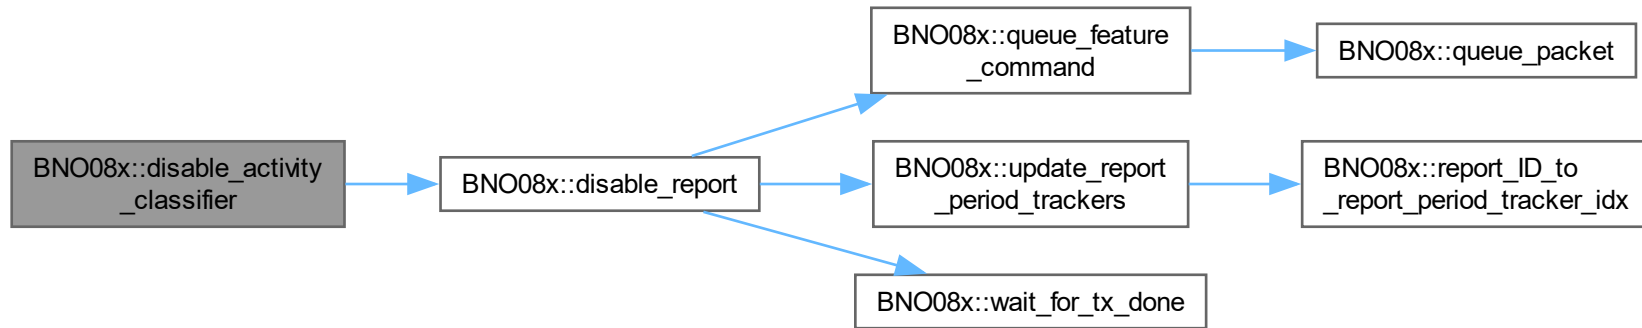 BNO08x::disable_activity
_classifier
BNO08x::disable_report
BNO08x::queue_feature
_command
BNO08x::queue_packet
BNO08x::update_report
_period_trackers
BNO08x::report_ID_to
_report_period_tracker_idx
BNO08x::wait_for_tx_done